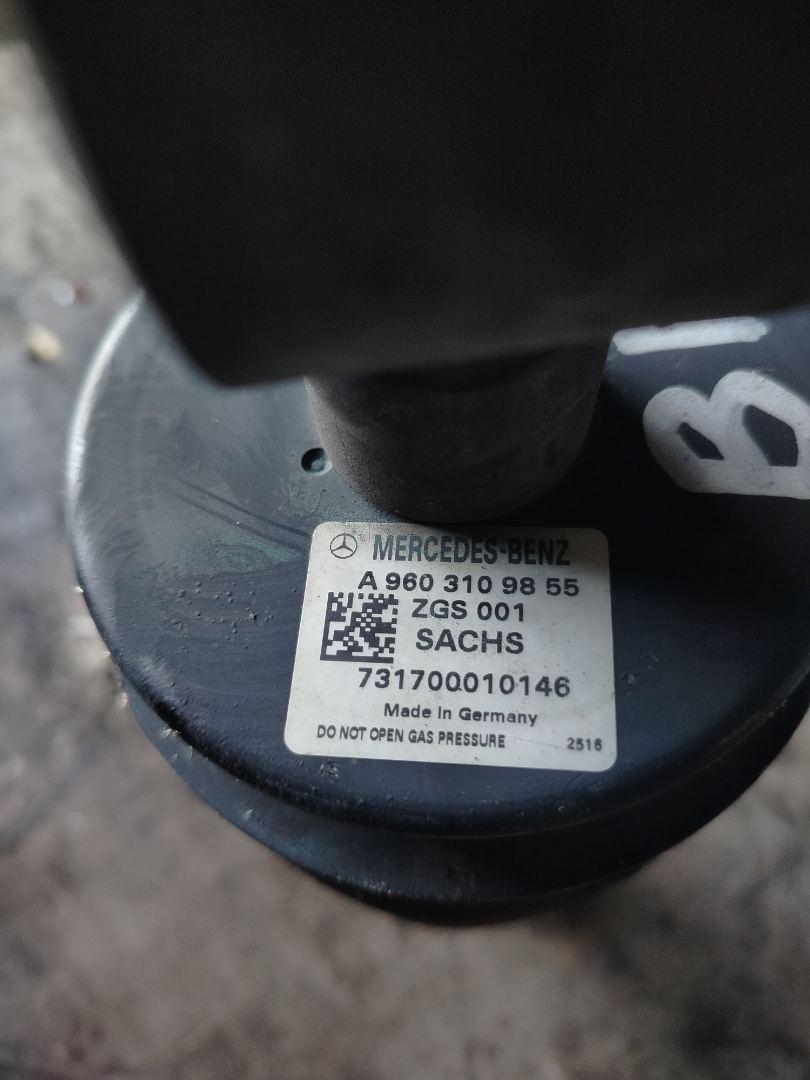 B1
MERCEDES-BENZ
A 960 310 98 55
ZGS 001
SACHS
731700010146
Made in Germany
DO NOT OPEN GAS PRESSURE 2516